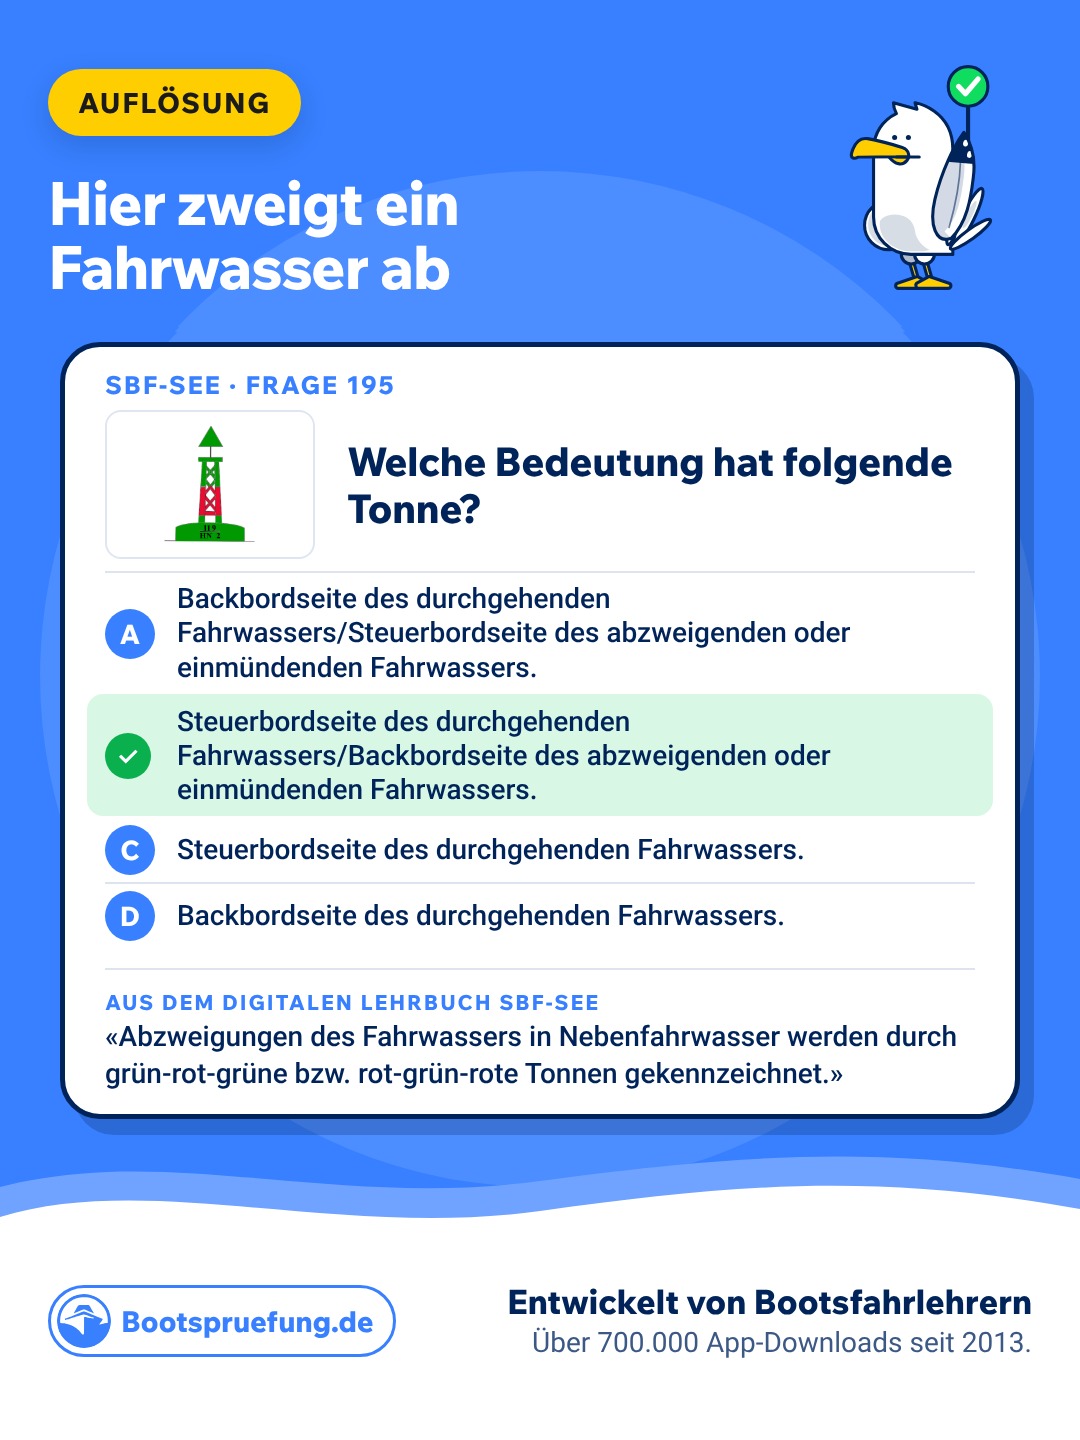 AUFLÖSUNG
Hier zweigt ein
Fahrwasser ab
SBF-SEE · FRAGE 195
119
HN 2
Welche Bedeutung hat folgende
Tonne?
A
Backbordseite des durchgehenden
Fahrwassers/Steuerbordseite des abzweigenden oder
einmündenden Fahrwassers.
Steuerbordseite des durchgehenden
Fahrwassers/Backbordseite des abzweigenden oder
einmündenden Fahrwassers.
C
Steuerbordseite des durchgehenden Fahrwassers.
D
Backbordseite des durchgehenden Fahrwassers.
AUS DEM DIGITALEN LEHRBUCH SBF-SEE
«Abzweigungen des Fahrwassers in Nebenfahrwasser werden durch
grün-rot-grüne bzw. rot-grün-rote Tonnen gekennzeichnet.»
Bootspruefung.de
Entwickelt von Bootsfahrlehrern
Über 700.000 App-Downloads seit 2013.